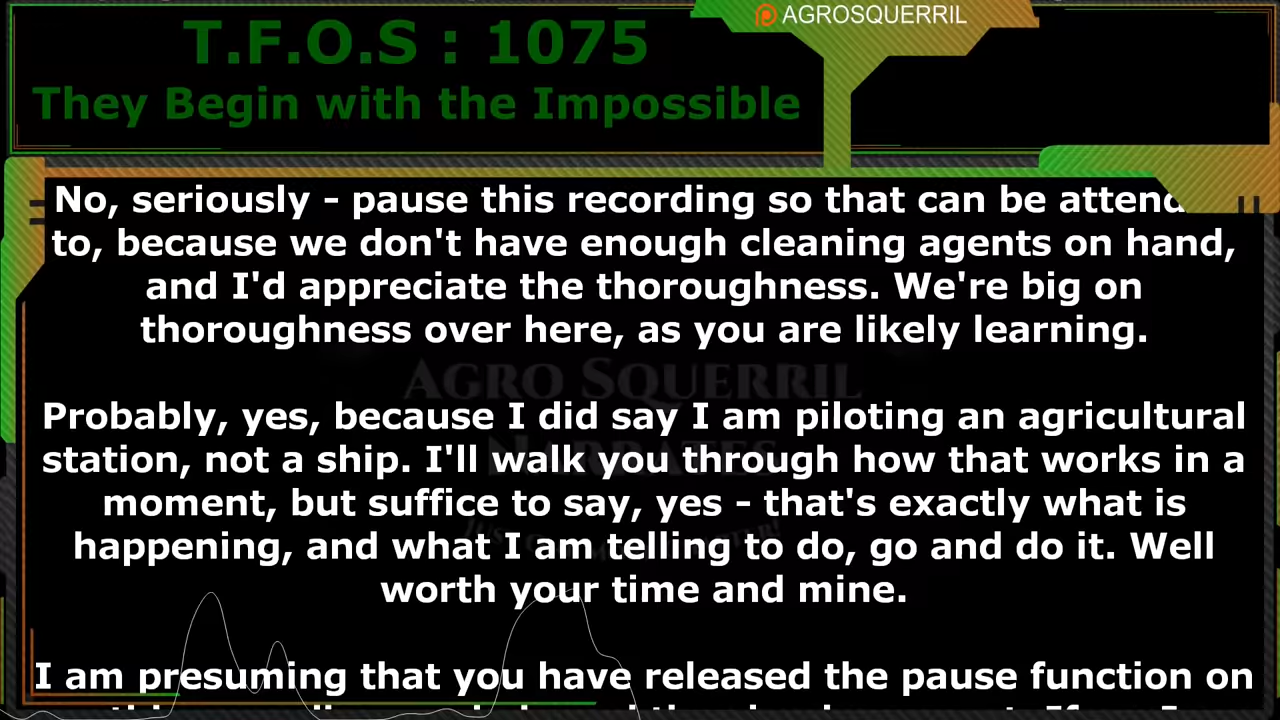 AGROSQUERRIL
T.F.O.S : 1075
They Begin with the Impossible
No, seriously - pause this recording so that can be
to, because we don't have enough cleaning agents on hand,
and I'd appreciate the thoroughness. We're big on
thoroughness over here, as you are likely learning.
AGRO SQUERRIL
NARRATES
Probably, yes, because I did say I am piloting an agricultural
station, not a ship. I'll walk you through how that works in a
moment, but suffice to say, yes - that's exactly what is
happening, and what I am telling to do, go and do it. Well
worth your time and mine.
I am presuming that you have released the pause function on